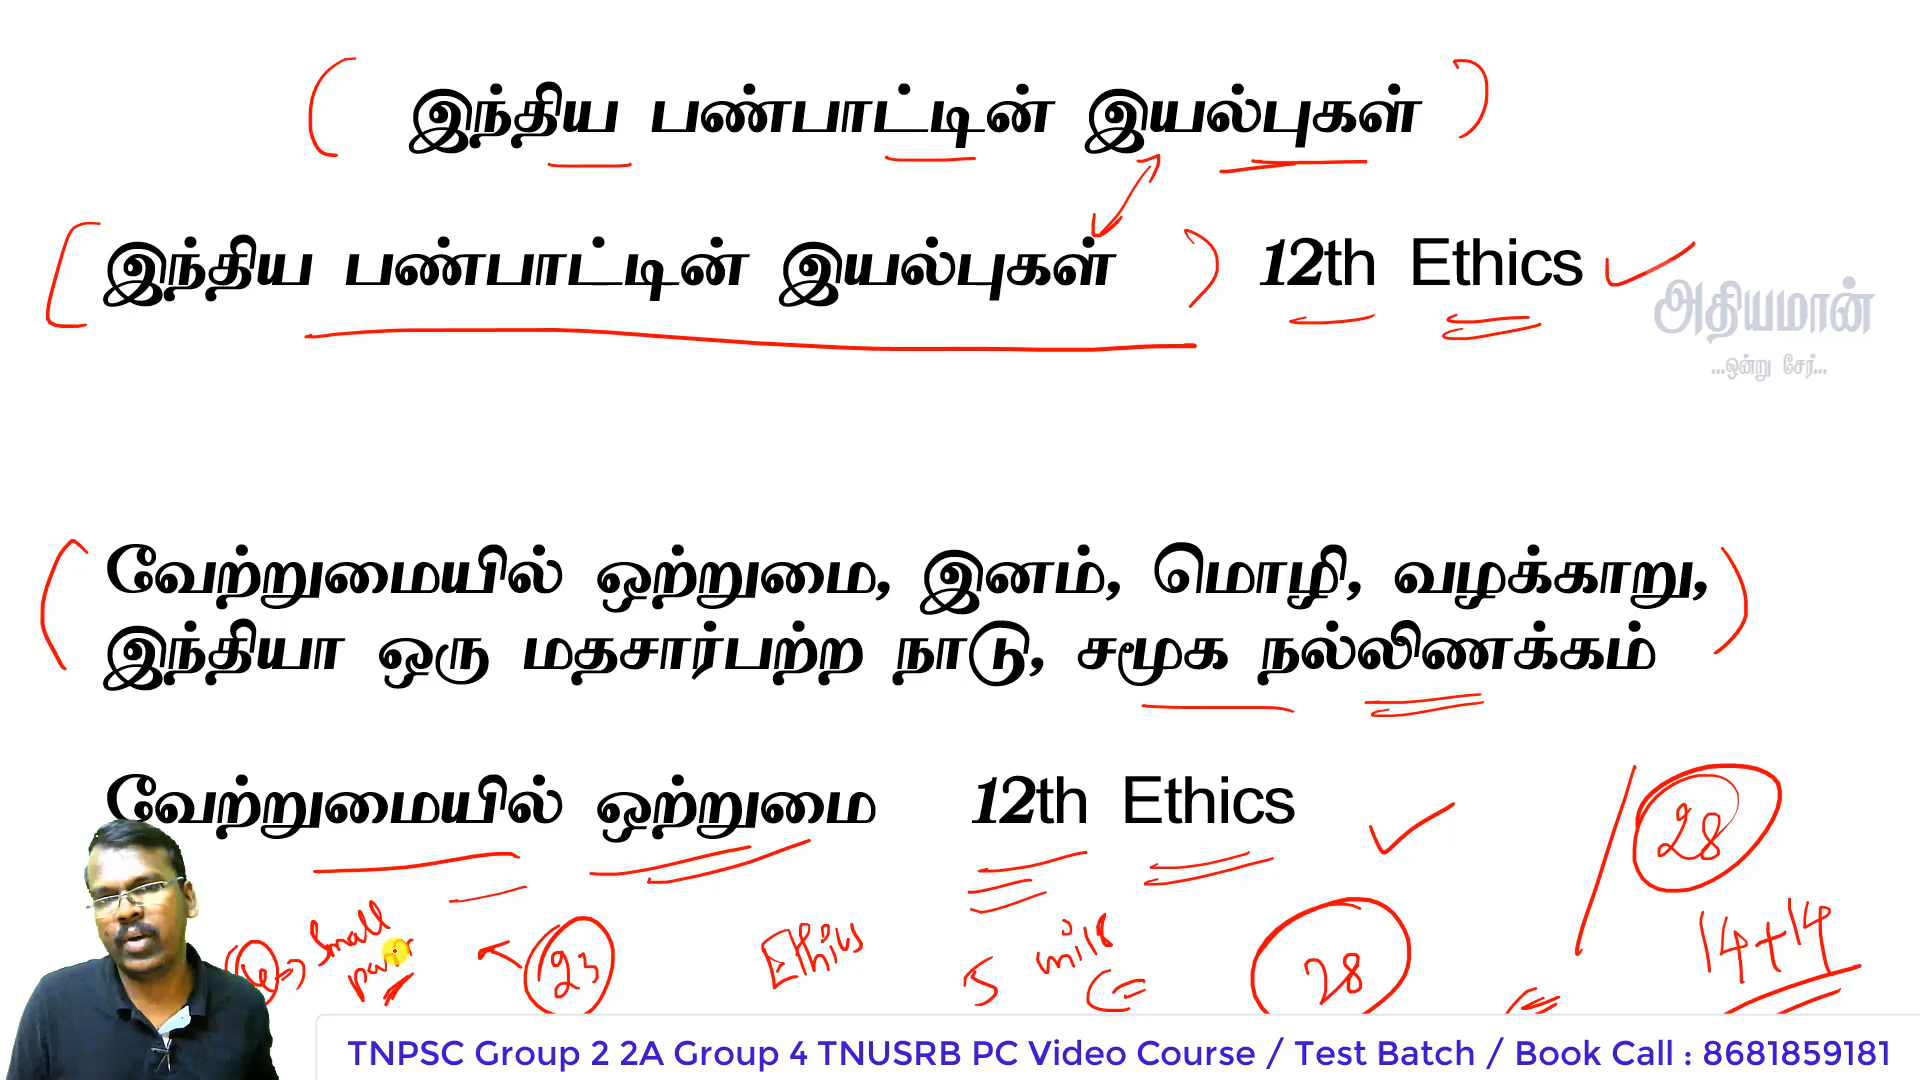 இந்திய பண்பாட்டின் இயல்புகள்
இந்திய பண்பாட்டின் இயல்புகள் 12th Ethics
அதியமான்
...ஒன்று சேர்...
வேற்றுமையில் ஒற்றுமை, இனம், மொழி, வழக்காறு,
இந்தியா ஒரு மதசார்பற்ற நாடு, சமூக நல்லிணக்கம்
வேற்றுமையில் ஒற்றுமை 12th Ethics
28
14+14
Small
23 Ethics 5 28
TNPSC Group 2 2A Group 4 TNUSRB PC Video Course / Test Batch / Book Call : 8681859181